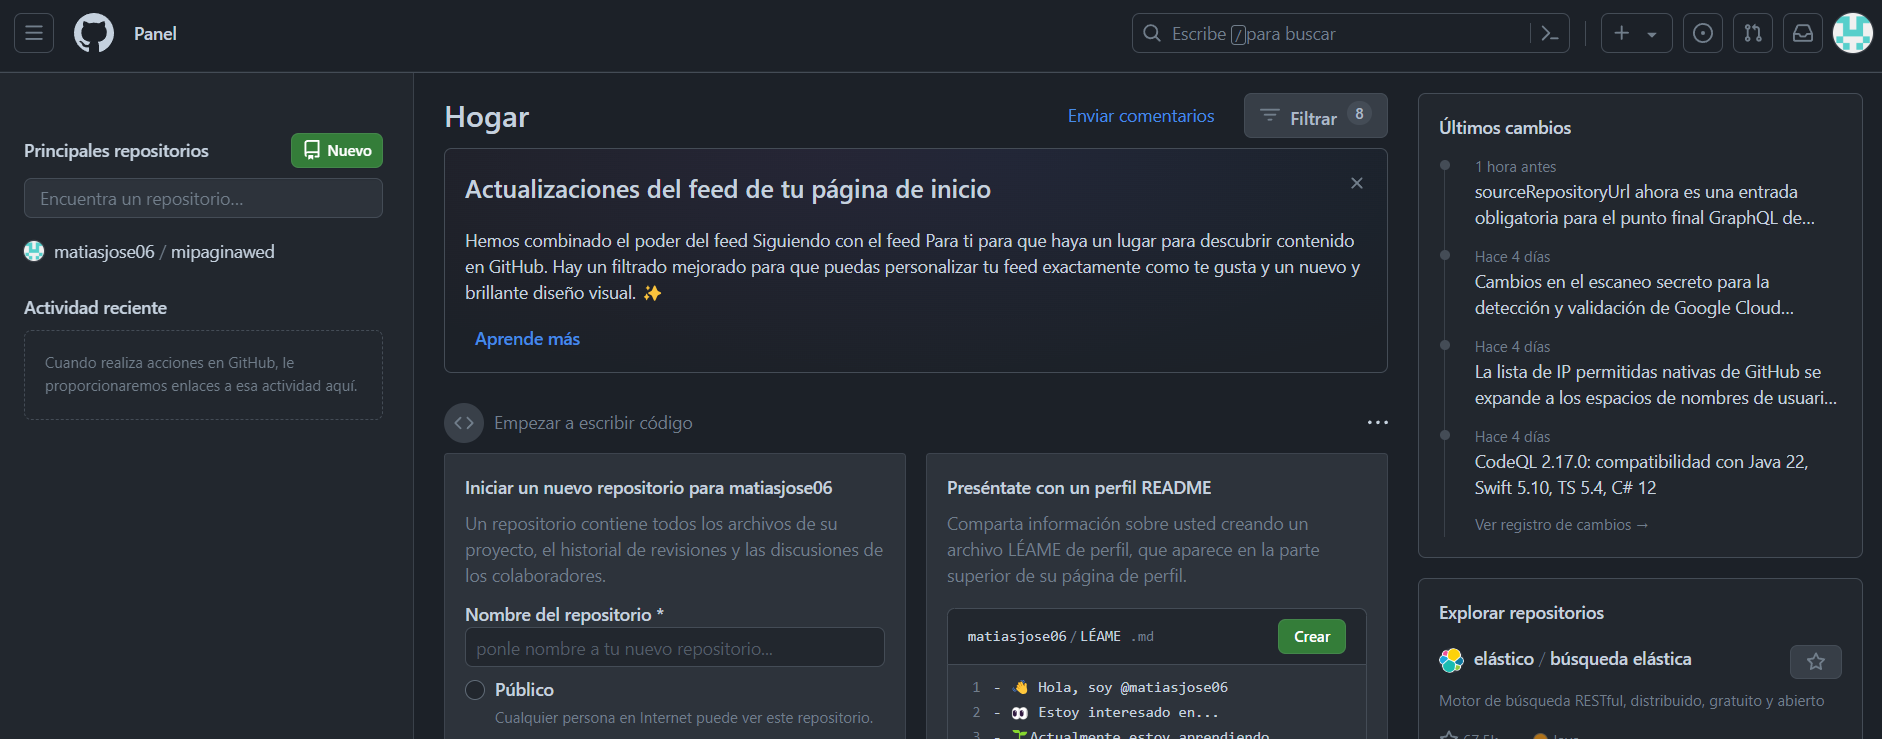 Panel
Escribe / para buscar
Principales repositorios
Nuevo
Encuentra un repositorio...
matiasjose06 / mipaginawed
Actividad reciente
Cuando realiza acciones en GitHub, le
proporcionaremos enlaces a esa actividad aquí.
Hogar
Enviar comentarios
Filtrar 8
Actualizaciones del feed de tu página de inicio
Hemos combinado el poder del feed Siguiendo con el feed Para ti para que haya un lugar para descubrir contenido
en GitHub. Hay un filtrado mejorado para que puedas personalizar tu feed exactamente como te gusta y un nuevo y
brillante diseño visual. ✨
Aprende más
Empezar a escribir código
Iniciar un nuevo repositorio para matiasjose06
Un repositorio contiene todos los archivos de su
proyecto, el historial de revisiones y las discusiones de
los colaboradores.
Nombre del repositorio *
ponle nombre a tu nuevo repositorio...
Público
Cualquier persona en Internet puede ver este repositorio.
Preséntate con un perfil README
Comparta información sobre usted creando un
archivo LÉAME de perfil, que aparece en la parte
superior de su página de perfil.
matiasjose06 / LÉAME .md
Crear
1 - 👋 Hola, soy @matiasjose06
2 - 👀 Estoy interesado en...
3 - 🌱Actualmente estoy aprendiendo
Últimos cambios
1 hora antes
sourceRepositoryUrl ahora es una entrada
obligatoria para el punto final GraphQL de...
Hace 4 días
Cambios en el escaneo secreto para la
detección y validación de Google Cloud...
Hace 4 días
La lista de IP permitidas nativas de GitHub se
expande a los espacios de nombres de usuari...
Hace 4 días
CodeQL 2.17.0: compatibilidad con Java 22,
Swift 5.10, TS 5.4, C# 12
Ver registro de cambios →
Explorar repositorios
elástico / búsqueda elástica
Motor de búsqueda RESTful, distribuido, gratuito y abierto